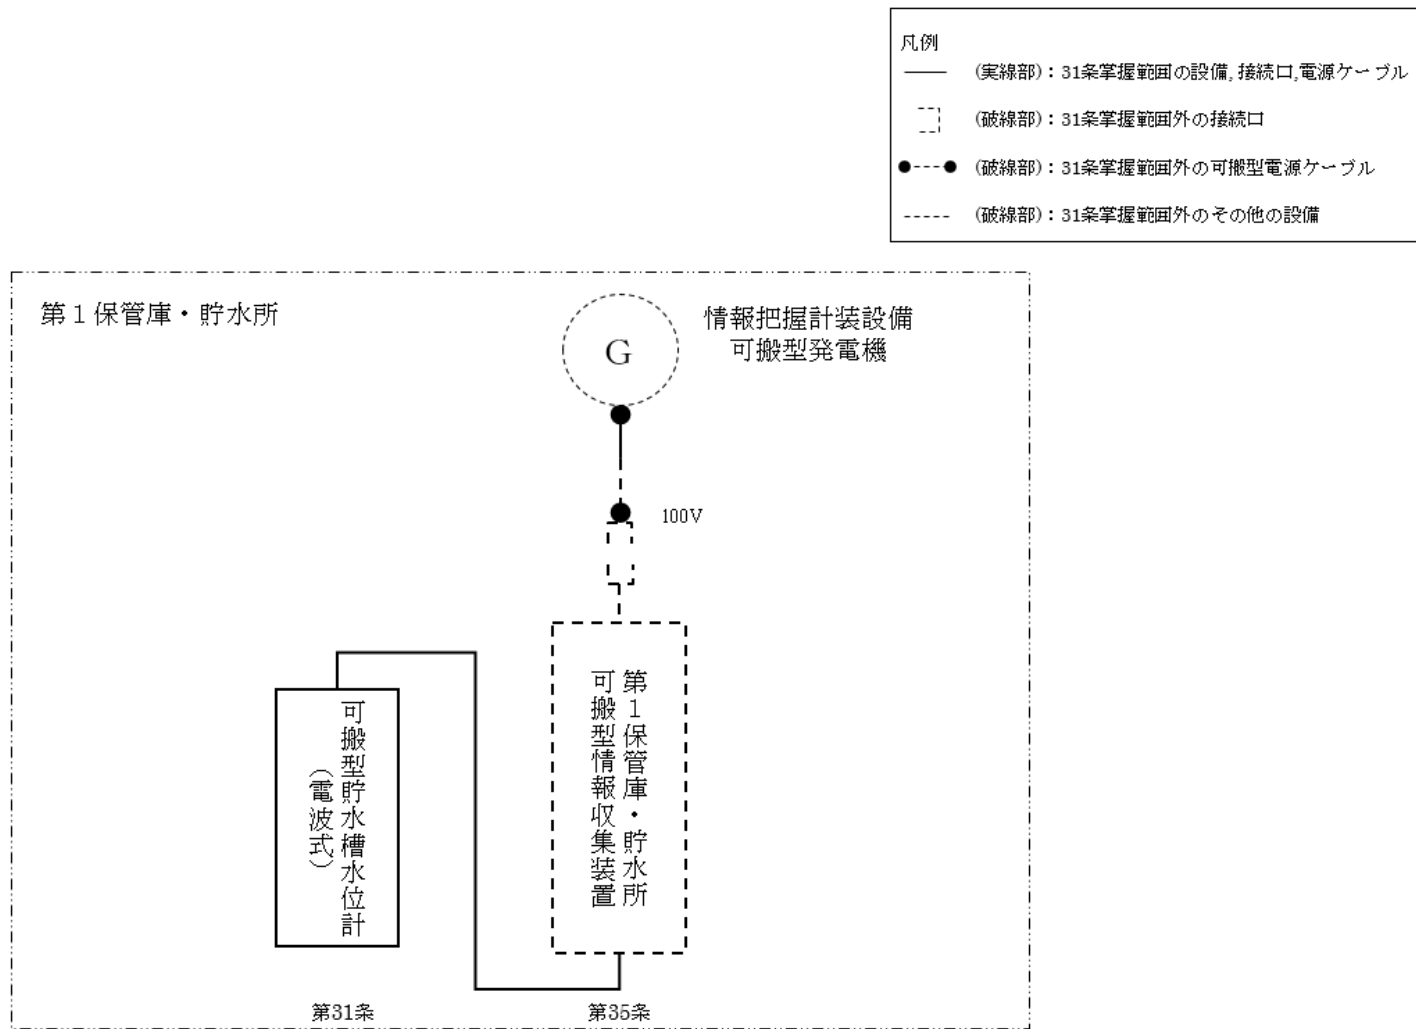 凡例
(実線部)：31条掌握範囲の設備,接続口,電源ケーブル
(破線部)：31条掌握範囲外の接続口
(破線部)：31条掌握範囲外の可搬型電源ケーブル
(破線部)：31条掌握範囲外のその他の設備
第１保管庫・貯水所
情報把握計装設備
可搬型発電機
G
100V
第１保管庫・貯水所
可搬型情報収集装置
可搬型貯水槽水位計
（電波式）
第31条
第35条